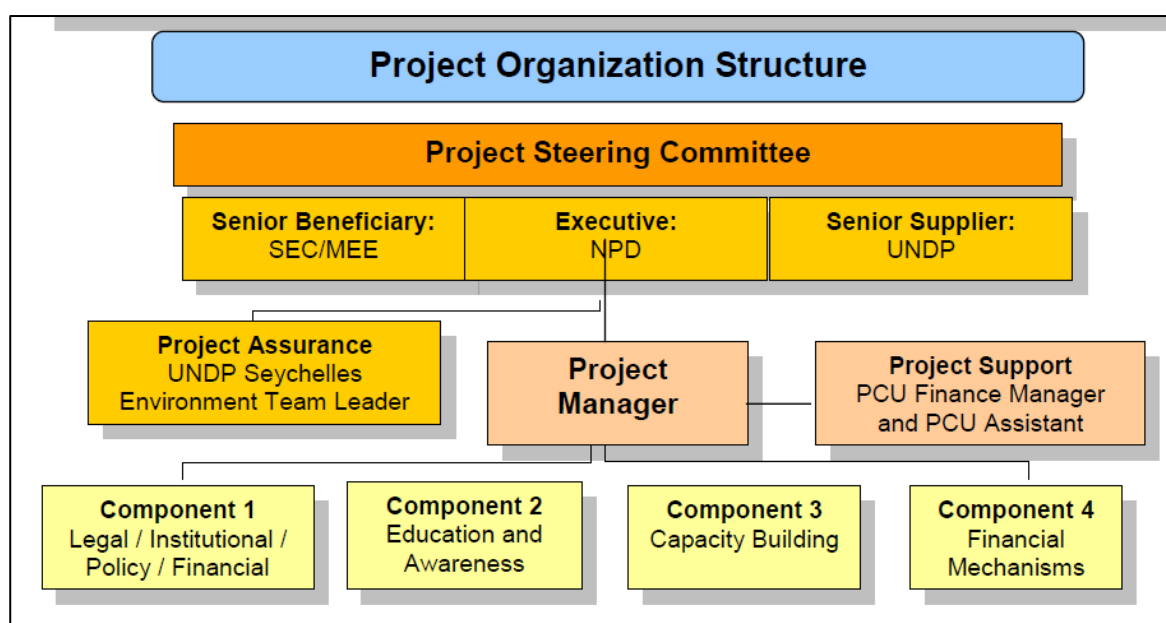 Project Organization Structure
Project Steering Committee
Senior Beneficiary:
SEC/MEE
Executive:
NPD
Senior Supplier:
UNDP
Project Assurance
UNDP Seychelles
Environment Team Leader
Project
Manager
Project Support
PCU Finance Manager
and PCU Assistant
Component 1
Legal / Institutional /
Policy / Financial
Component 2
Education and
Awareness
Component 3
Capacity Building
Component 4
Financial
Mechanisms